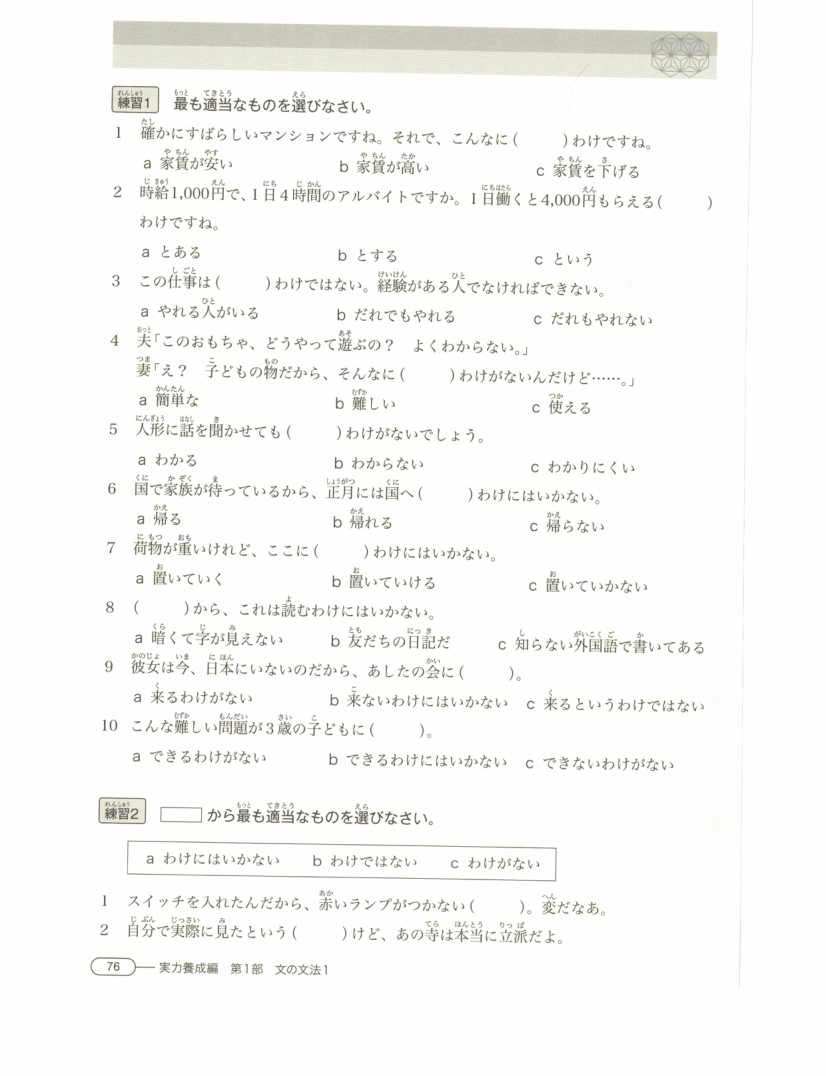 練習1 最も適当なものを選びなさい。
1 確かにすばらしいマンションですね。それで、こんなに( )わけですね。
a 家賃が安い b 家賃が高い c 家賃を下げる
2 時給1,000円で、1日4時間のアルバイトですか。1日働くと4,000円もらえる( )
わけですね。
a とある b とする c という
3 この仕事は( )わけではない。経験がある人でなければできない。
a やれる人がいる b だれでもやれる c だれもやれない
4 夫「このおもちゃ、どうやって遊ぶの? よくわからない。」
妻「え? 子どもの物だから、そんなに( )わけがないんだけど……。」
a 簡単な b 難しい c 使える
5 人形に話を聞かせても( )わけがないでしょう。
a わかる b わからない c わかりにくい
6 国で家族が待っているから、正月には国へ( )わけにはいかない。
a 帰る b 帰れる c 帰らない
7 荷物が重いけれど、ここに( )わけにはいかない。
a 置いていく b 置いていける c 置いていかない
8 ( )から、これは読むわけにはいかない。
a 暗くて字が見えない b 友だちの日記だ c 知らない外国語で書いてある
9 彼女は今、日本にいないのだから、あしたの会に( )。
a 来るわけがない b 来ないわけにはいかない c 来るというわけではない
10 こんな難しい問題が3歳の子どもに( )。
a できるわけがない b できるわけにはいかない c できないわけがない
練習2 から最も適当なものを選びなさい。
a わけにはいかない b わけではない c わけがない
1 スイッチを入れたんだから、赤いランプがつかない( )。変だなあ。
2 自分で実際に見たという( )けど、あの寺は本当に立派だよ。
76 実力養成編 第1部 文の文法1